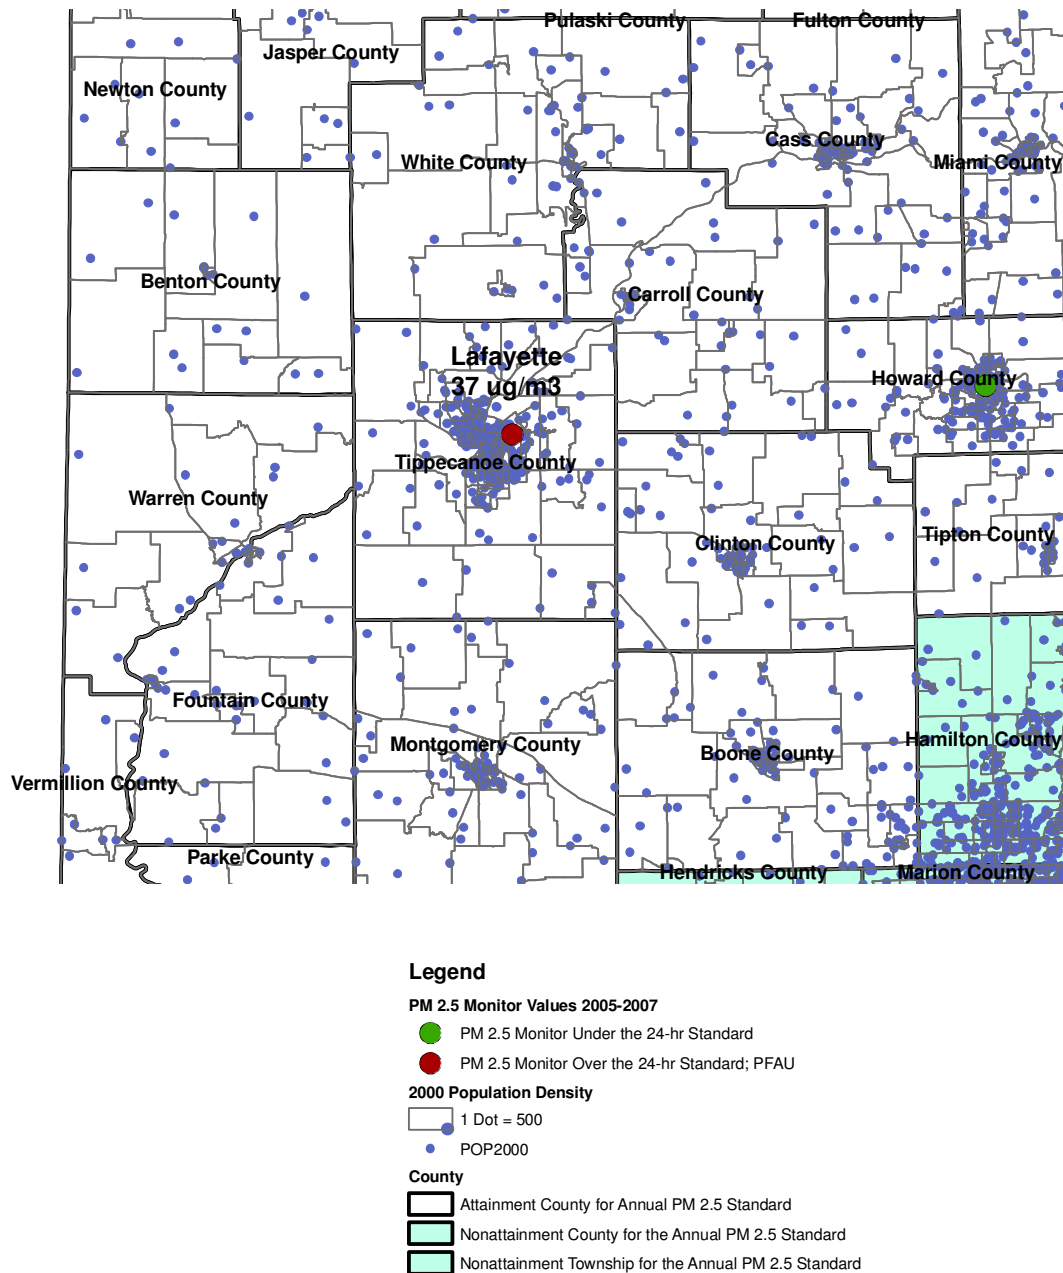 Pulaski County
Fulton County
Jasper County
Newton County
Cass County
White County
Miami County
Benton County
Carroll County
Lafayette
37 ug/m3
Howard County
Tippecanoe County
Warren County
Tipton County
Clinton County
Fountain County
Hamilton County
Montgomery County
Boone County
Vermillion County
Parke County
Hendricks County
Marion County
Legend
PM 2.5 Monitor Values 2005-2007
PM 2.5 Monitor Under the 24-hr Standard
PM 2.5 Monitor Over the 24-hr Standard; PFAU
2000 Population Density
1 Dot = 500
POP2000
County
Attainment County for Annual PM 2.5 Standard
Nonattainment County for the Annual PM 2.5 Standard
Nonattainment Township for the Annual PM 2.5 Standard